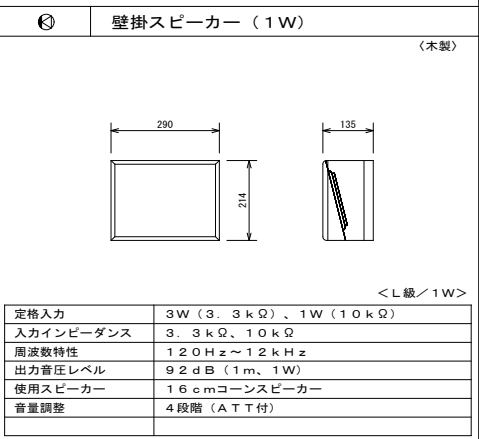 壁掛スピーカー（１Ｗ）
〈木製〉
290
135
214
＜Ｌ級／１Ｗ＞
定格入力 ３Ｗ（３．３ｋΩ）、１Ｗ（１０ｋΩ）
入力インピーダンス ３．３ｋΩ、１０ｋΩ
周波数特性 １２０Ｈｚ～１２ｋＨｚ
出力音圧レベル ９２ｄＢ（１ｍ、１Ｗ）
使用スピーカー １６ｃｍコーンスピーカー
音量調整 ４段階（ＡＴＴ付）